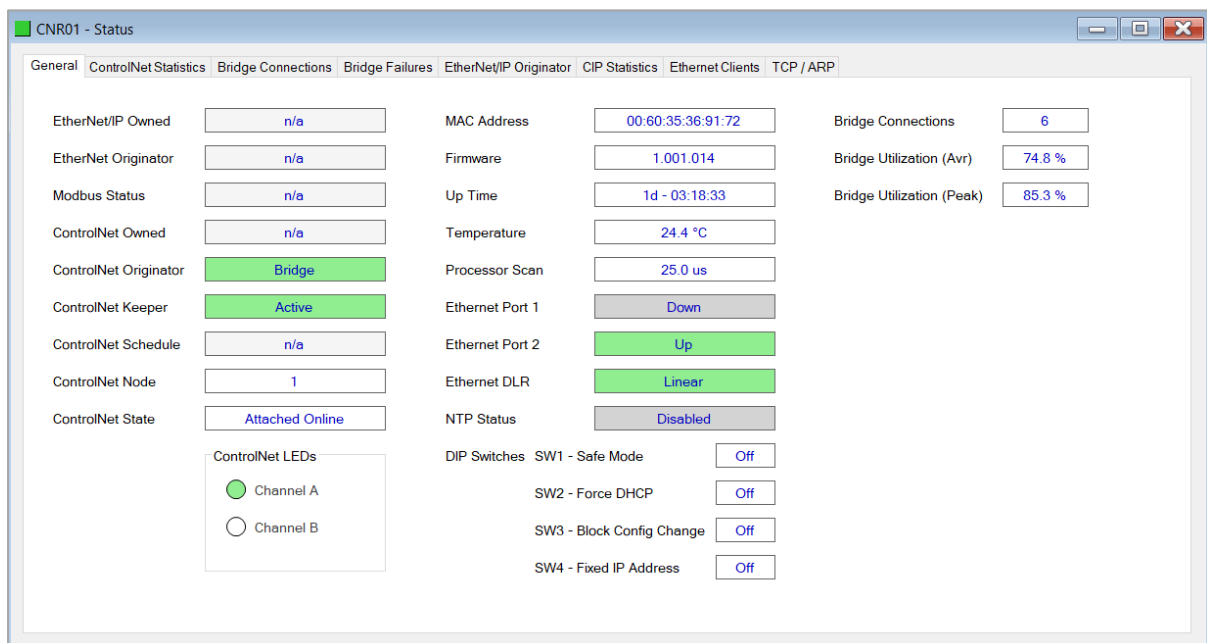 CNR01 - Status
General ControlNet Statistics Bridge Connections Bridge Failures EtherNet/IP Originator CIP Statistics Ethernet Clients TCP / ARP
EtherNet/IP Owned n/a
EtherNet Originator n/a
Modbus Status n/a
ControlNet Owned n/a
ControlNet Originator Bridge
ControlNet Keeper Active
ControlNet Schedule n/a
ControlNet Node 1
ControlNet State Attached Online
ControlNet LEDs
Channel A
Channel B
MAC Address 00:60:35:36:91:72
Firmware 1.001.014
Up Time 1d - 03:18:33
Temperature 24.4 °C
Processor Scan 25.0 us
Ethernet Port 1 Down
Ethernet Port 2 Up
Ethernet DLR Linear
NTP Status Disabled
DIP Switches SW1 - Safe Mode Off
SW2 - Force DHCP Off
SW3 - Block Config Change Off
SW4 - Fixed IP Address Off
Bridge Connections 6
Bridge Utilization (Avr) 74.8 %
Bridge Utilization (Peak) 85.3 %